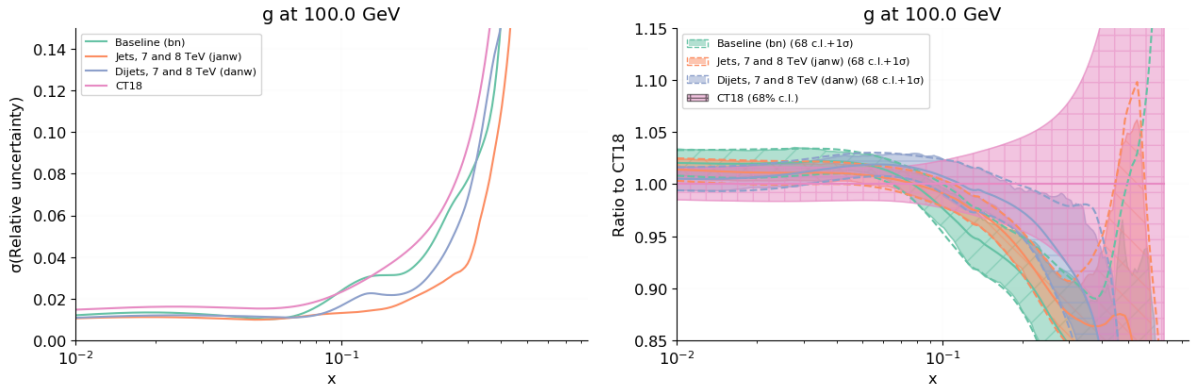 g at 100.0 GeV
σ(Relative uncertainty)
0.14
0.12
0.10
0.08
0.06
0.04
0.02
0.00
Baseline (bn)
Jets, 7 and 8 TeV (janw)
Dijets, 7 and 8 TeV (danw)
CT18
10⁻²
10⁻¹
x
g at 100.0 GeV
Ratio to CT18
1.15
1.10
1.05
1.00
0.95
0.90
0.85
Baseline (bn) (68 c.l.+1σ)
Jets, 7 and 8 TeV (janw) (68 c.l.+1σ)
Dijets, 7 and 8 TeV (danw) (68 c.l.+1σ)
CT18 (68% c.l.)
10⁻²
10⁻¹
x